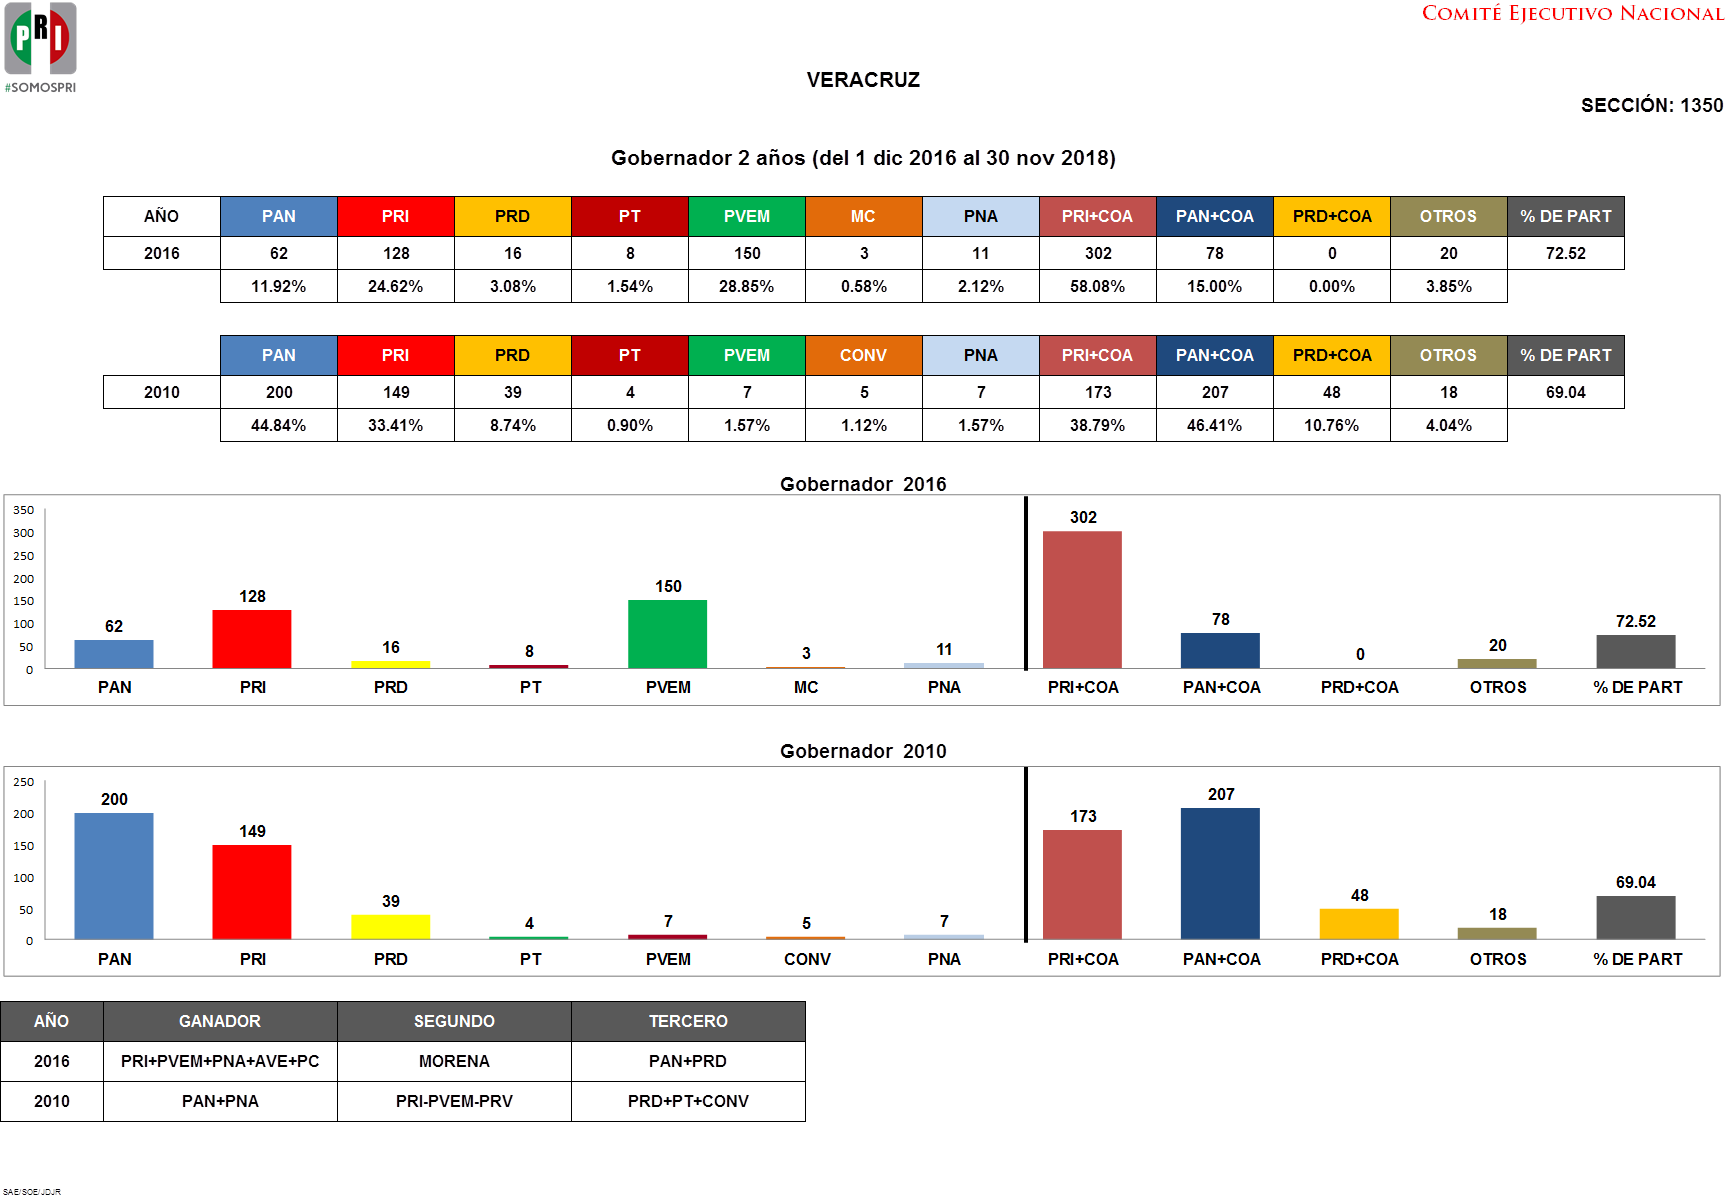 PRI
#SOMOSPRI
COMITÉ EJECUTIVO NACIONAL
VERACRUZ
SECCIÓN: 1350
Gobernador 2 años (del 1 dic 2016 al 30 nov 2018)
AÑO PAN PRI PRD PT PVEM MC PNA PRI+COA PAN+COA PRD+COA OTROS % DE PART
2016 62 128 16 8 150 3 11 302 78 0 20 72.52
11.92% 24.62% 3.08% 1.54% 28.85% 0.58% 2.12% 58.08% 15.00% 0.00% 3.85%
PAN PRI PRD PT PVEM CONV PNA PRI+COA PAN+COA PRD+COA OTROS % DE PART
2010 200 149 39 4 7 5 7 173 207 48 18 69.04
44.84% 33.41% 8.74% 0.90% 1.57% 1.12% 1.57% 38.79% 46.41% 10.76% 4.04%
Gobernador 2016
350
300
250
200
150
100
50
0
62 128 16 8 150 3 11 302 78 0 20 72.52
PAN PRI PRD PT PVEM MC PNA PRI+COA PAN+COA PRD+COA OTROS % DE PART
Gobernador 2010
250
200
150
100
50
0
200 149 39 4 7 5 7 173 207 48 18 69.04
PAN PRI PRD PT PVEM CONV PNA PRI+COA PAN+COA PRD+COA OTROS % DE PART
AÑO GANADOR SEGUNDO TERCERO
2016 PRI+PVEM+PNA+AVE+PC MORENA PAN+PRD
2010 PAN+PNA PRI-PVEM-PRV PRD+PT+CONV
SAE/SOE/JDJR